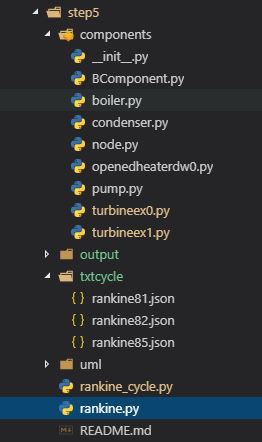 step5
components
__init__.py
BComponent.py
boiler.py
condenser.py
node.py
openedheaterdw0.py
pump.py
turbineex0.py
turbineex1.py
output
txtcycle
{ } rankine81.json
{ } rankine82.json
{ } rankine85.json
uml
rankine_cycle.py
rankine.py
README.md